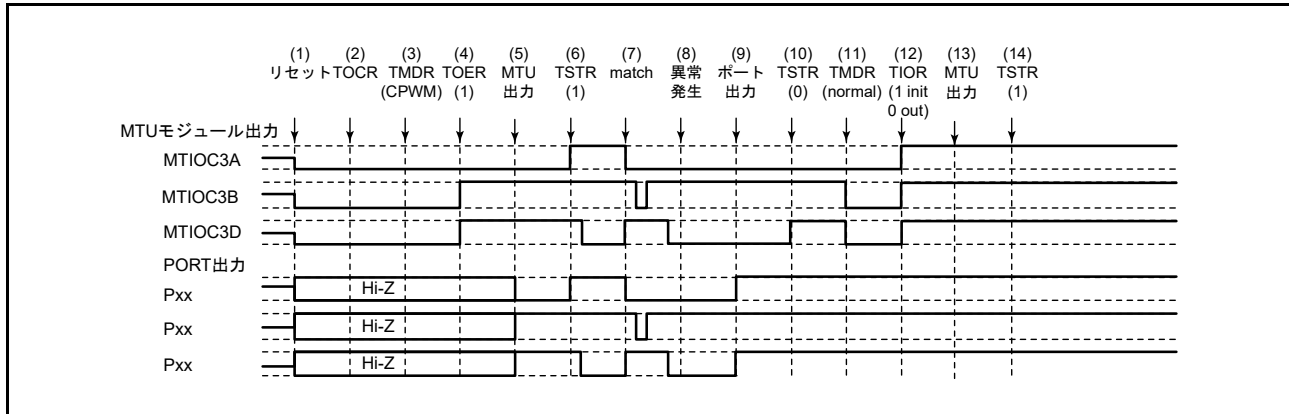 (1) (2) (3) (4) (5) (6) (7) (8) (9) (10) (11) (12) (13) (14)
リセット TOCR TMDR TOER MTU TSTR match 異常 ポート TSTR TMDR TIOR MTU TSTR
(CPWM) (1) 出力 (1) 発生 出力 (0) (normal) (1 init 出力 (1)
0 out)
MTUモジュール出力
MTIOC3A
MTIOC3B
MTIOC3D
PORT出力
Pxx Hi-Z
Pxx Hi-Z
Pxx Hi-Z